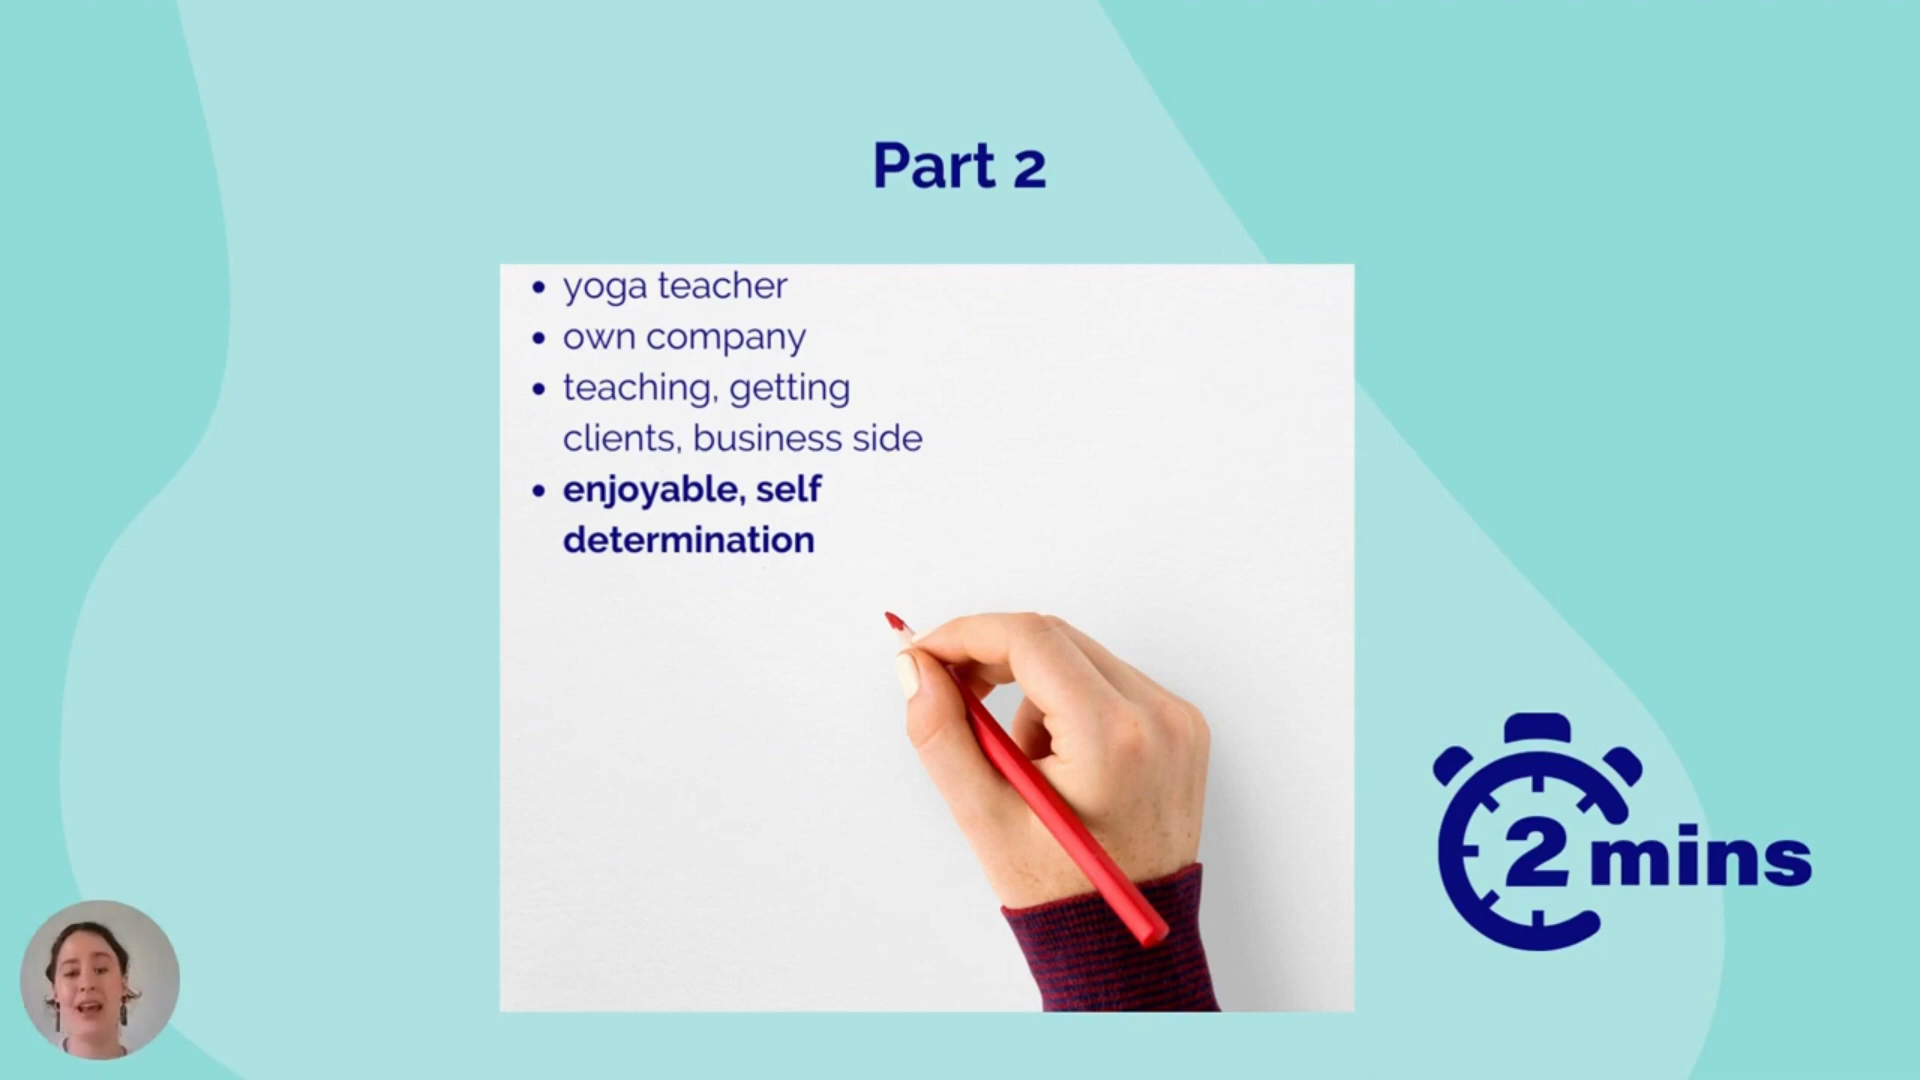 Part 2
• yoga teacher
• own company
• teaching, getting
clients, business side
• enjoyable, self
determination
2 mins